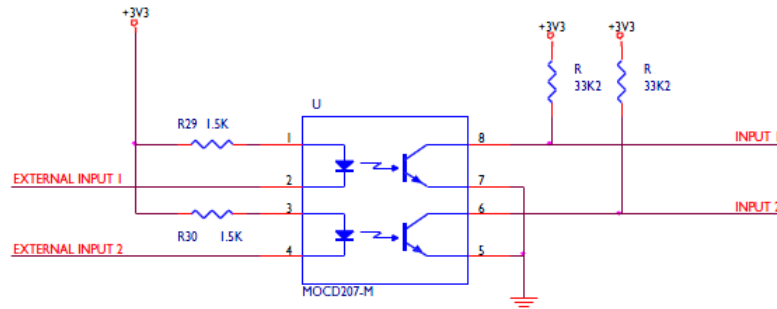 +3V3
+3V3 +3V3
R 33K2
R 33K2
U
R29 1.5K
1
8
INPUT 1
EXTERNAL INPUT 1
2
7
3
6
INPUT 2
R30 1.5K
EXTERNAL INPUT 2
4
5
MOCD207-M